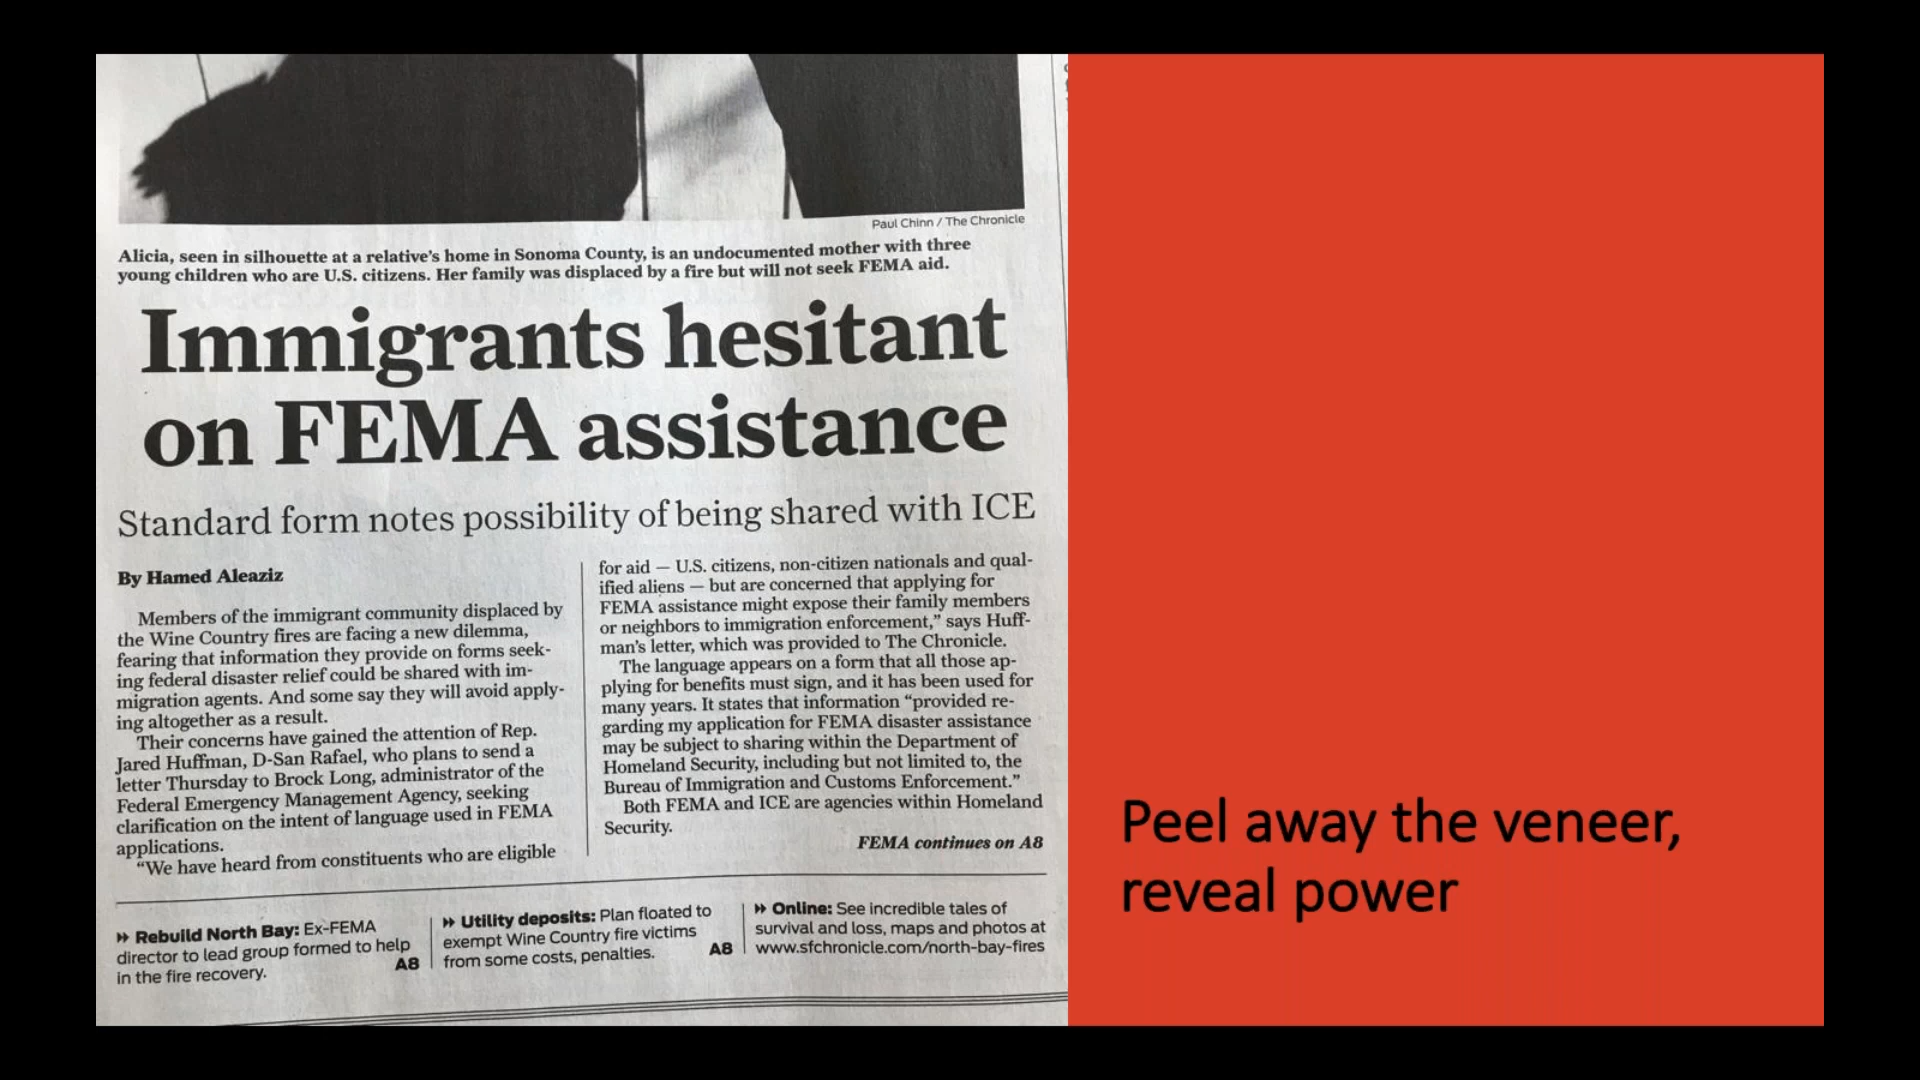 Paul Chinn / The Chronicle
Alicia, seen in silhouette at a relative's home in Sonoma County, is an undocumented mother with three
young children who are U.S. citizens. Her family was displaced by a fire but will not seek FEMA aid.
Immigrants hesitant
on FEMA assistance
Standard form notes possibility of being shared with ICE
By Hamed Aleaziz
Members of the immigrant community displaced by
the Wine Country fires are facing a new dilemma,
fearing that information they provide on forms seek-
ing federal disaster relief could be shared with im-
migration agents. And some say they will avoid apply-
ing altogether as a result.
Their concerns have gained the attention of Rep.
Jared Huffman, D-San Rafael, who plans to send a
letter Thursday to Brock Long, administrator of the
Federal Emergency Management Agency, seeking
clarification on the intent of language used in FEMA
applications.
“We have heard from constituents who are eligible
for aid — U.S. citizens, non-citizen nationals and qual-
ified aliens — but are concerned that applying for
FEMA assistance might expose their family members
or neighbors to immigration enforcement,” says Huff-
man's letter, which was provided to The Chronicle.
The language appears on a form that all those ap-
plying for benefits must sign, and it has been used for
many years. It states that information “provided re-
garding my application for FEMA disaster assistance
may be subject to sharing within the Department of
Homeland Security, including but not limited to, the
Bureau of Immigration and Customs Enforcement.”
Both FEMA and ICE are agencies within Homeland
Security.
FEMA continues on A8
Rebuild North Bay: Ex-FEMA
director to lead group formed to help
in the fire recovery. A8
Utility deposits: Plan floated to
exempt Wine Country fire victims
from some costs, penalties. A8
Online: See incredible tales of
survival and loss, maps and photos at
www.sfchronicle.com/north-bay-fires
Peel away the veneer,
reveal power